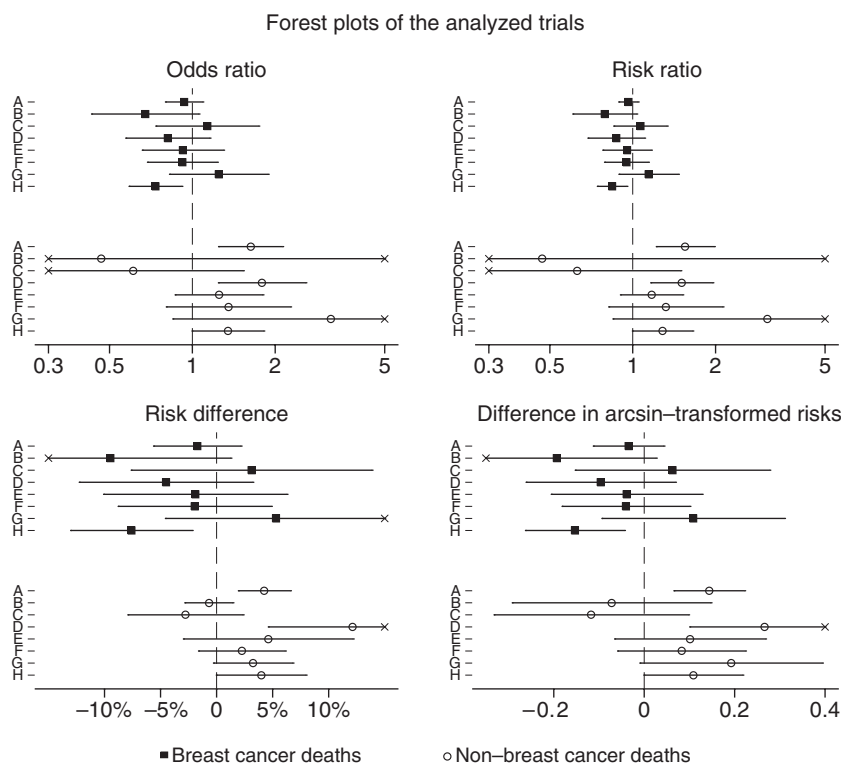 Forest plots of the analyzed trials
Odds ratio
A
B
C
D
E
F
G
H
A
B
C
D
E
F
G
H
0.3 0.5 1 2 5
Risk ratio
A
B
C
D
E
F
G
H
A
B
C
D
E
F
G
H
0.3 0.5 1 2 5
Risk difference
A
B
C
D
E
F
G
H
A
B
C
D
E
F
G
H
−10% −5% 0 5% 10%
Difference in arcsin–transformed risks
A
B
C
D
E
F
G
H
A
B
C
D
E
F
G
H
−0.2 0 0.2 0.4
Breast cancer deaths
Non–breast cancer deaths